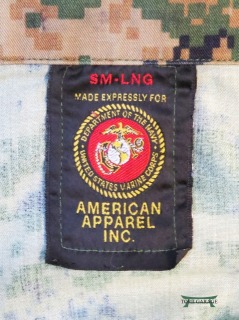 SM-LNG
MADE EXPRESSLY FOR
DEPARTMENT OF THE NAVY
UNITED STATES MARINE CORPS
AMERICAN
APPAREL
INC.